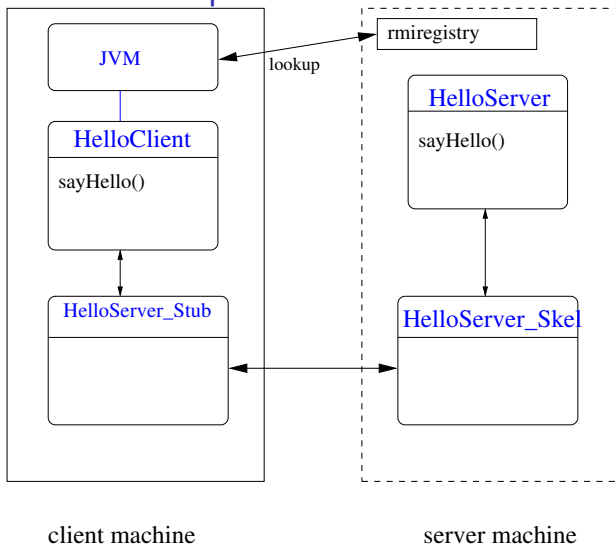 JVM
lookup
rmiregistry
HelloClient
sayHello()
HelloServer
sayHello()
HelloServer_Stub
HelloServer_Skel
client machine
server machine